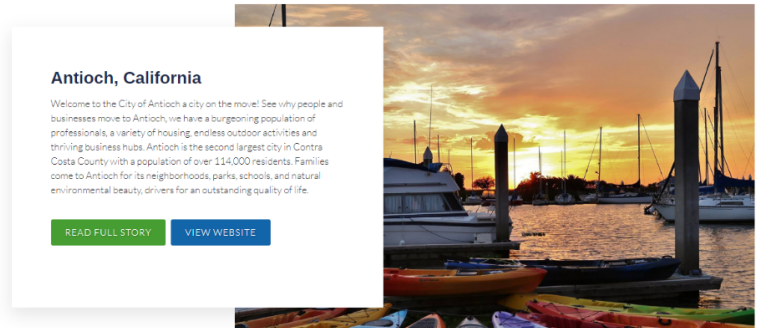 Antioch, California
Welcome to the City of Antioch a city on the move! See why people and
businesses move to Antioch, we have a burgeoning population of
professionals, a variety of housing, endless outdoor activities and
thriving business hubs. Antioch is the second largest city in Contra
Costa County with a population of over 114,000 residents. Families
come to Antioch for its neighborhoods, parks, schools, and natural
environmental beauty, drivers for an outstanding quality of life.
READ FULL STORY VIEW WEBSITE